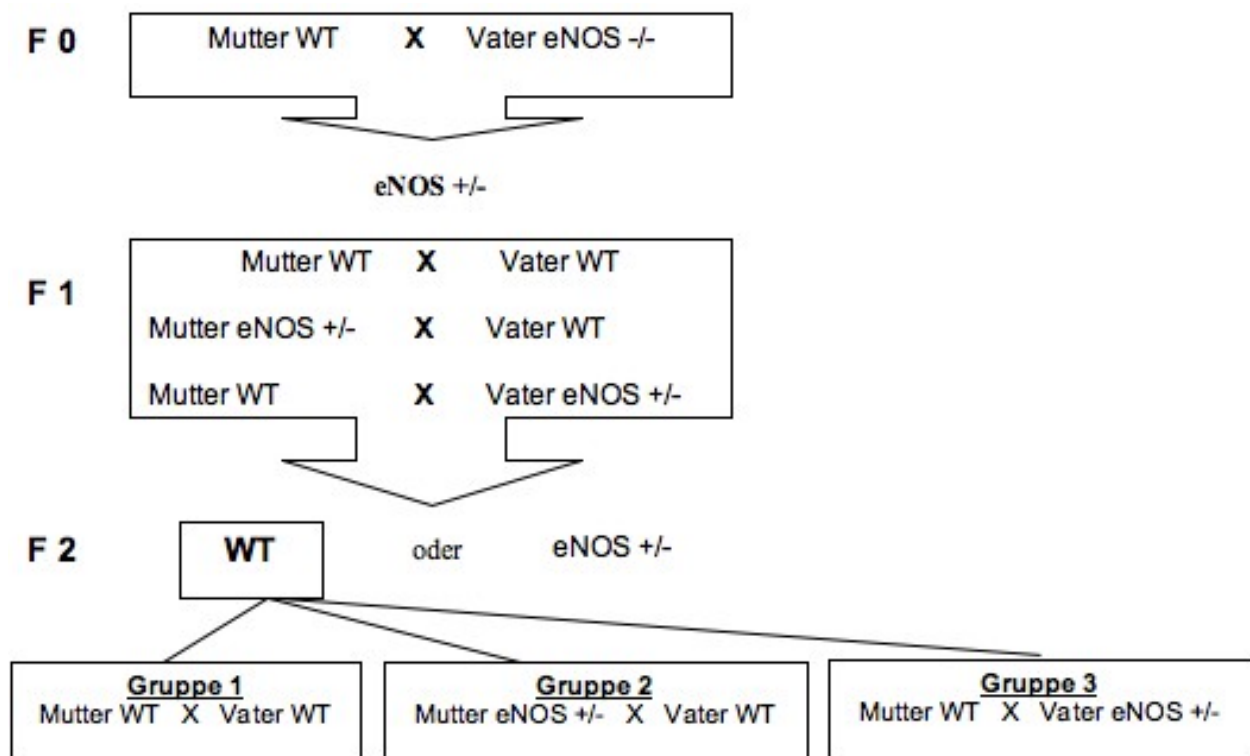 F 0 Mutter WT X Vater eNOS -/-
eNOS +/-
Mutter WT X Vater WT
F 1
Mutter eNOS +/- X Vater WT
Mutter WT X Vater eNOS +/-
F 2 WT oder eNOS +/-
Gruppe 1
Mutter WT X Vater WT
Gruppe 2
Mutter eNOS +/- X Vater WT
Gruppe 3
Mutter WT X Vater eNOS +/-